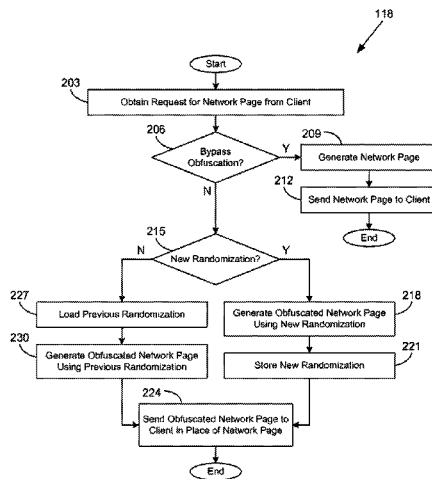 118
Start
203
Obtain Request for Network Page from Client
206
Bypass
Obfuscation?
Y
209
Generate Network Page
N
212
Send Network Page to Client
End
215
N
New Randomization?
Y
227
Load Previous Randomization
218
Generate Obfuscated Network Page
Using New Randomization
230
Generate Obfuscated Network Page
Using Previous Randomization
221
Store New Randomization
224
Send Obfuscated Network Page to
Client in Place of Network Page
End